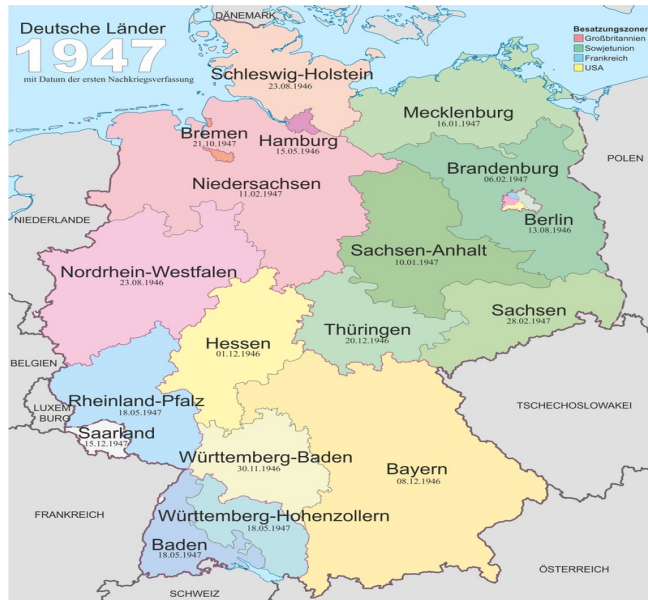 Deutsche Länder
1947
mit Datum der ersten Nachkriegsverfassung
Besatzungszonen
Großbritannien
Sowjetunion
Frankreich
USA
DÄNEMARK
Schleswig-Holstein
23.08.1946
Mecklenburg
16.01.1947
Bremen
21.10.1947
Hamburg
15.05.1946
Brandenburg
06.02.1947
POLEN
Niedersachsen
11.02.1947
NIEDERLANDE
Berlin
13.08.1946
Sachsen-Anhalt
10.01.1947
Nordrhein-Westfalen
23.08.1946
Sachsen
28.02.1947
Thüringen
20.12.1946
Hessen
01.12.1946
BELGIEN
LUXEM
BURG
Rheinland-Pfalz
18.05.1947
TSCHECHOSLOWAKEI
Saarland
15.12.1947
Württemberg-Baden
30.11.1946
Bayern
08.12.1946
FRANKREICH
Württemberg-Hohenzollern
18.05.1947
Baden
18.05.1947
ÖSTERREICH
SCHWEIZ